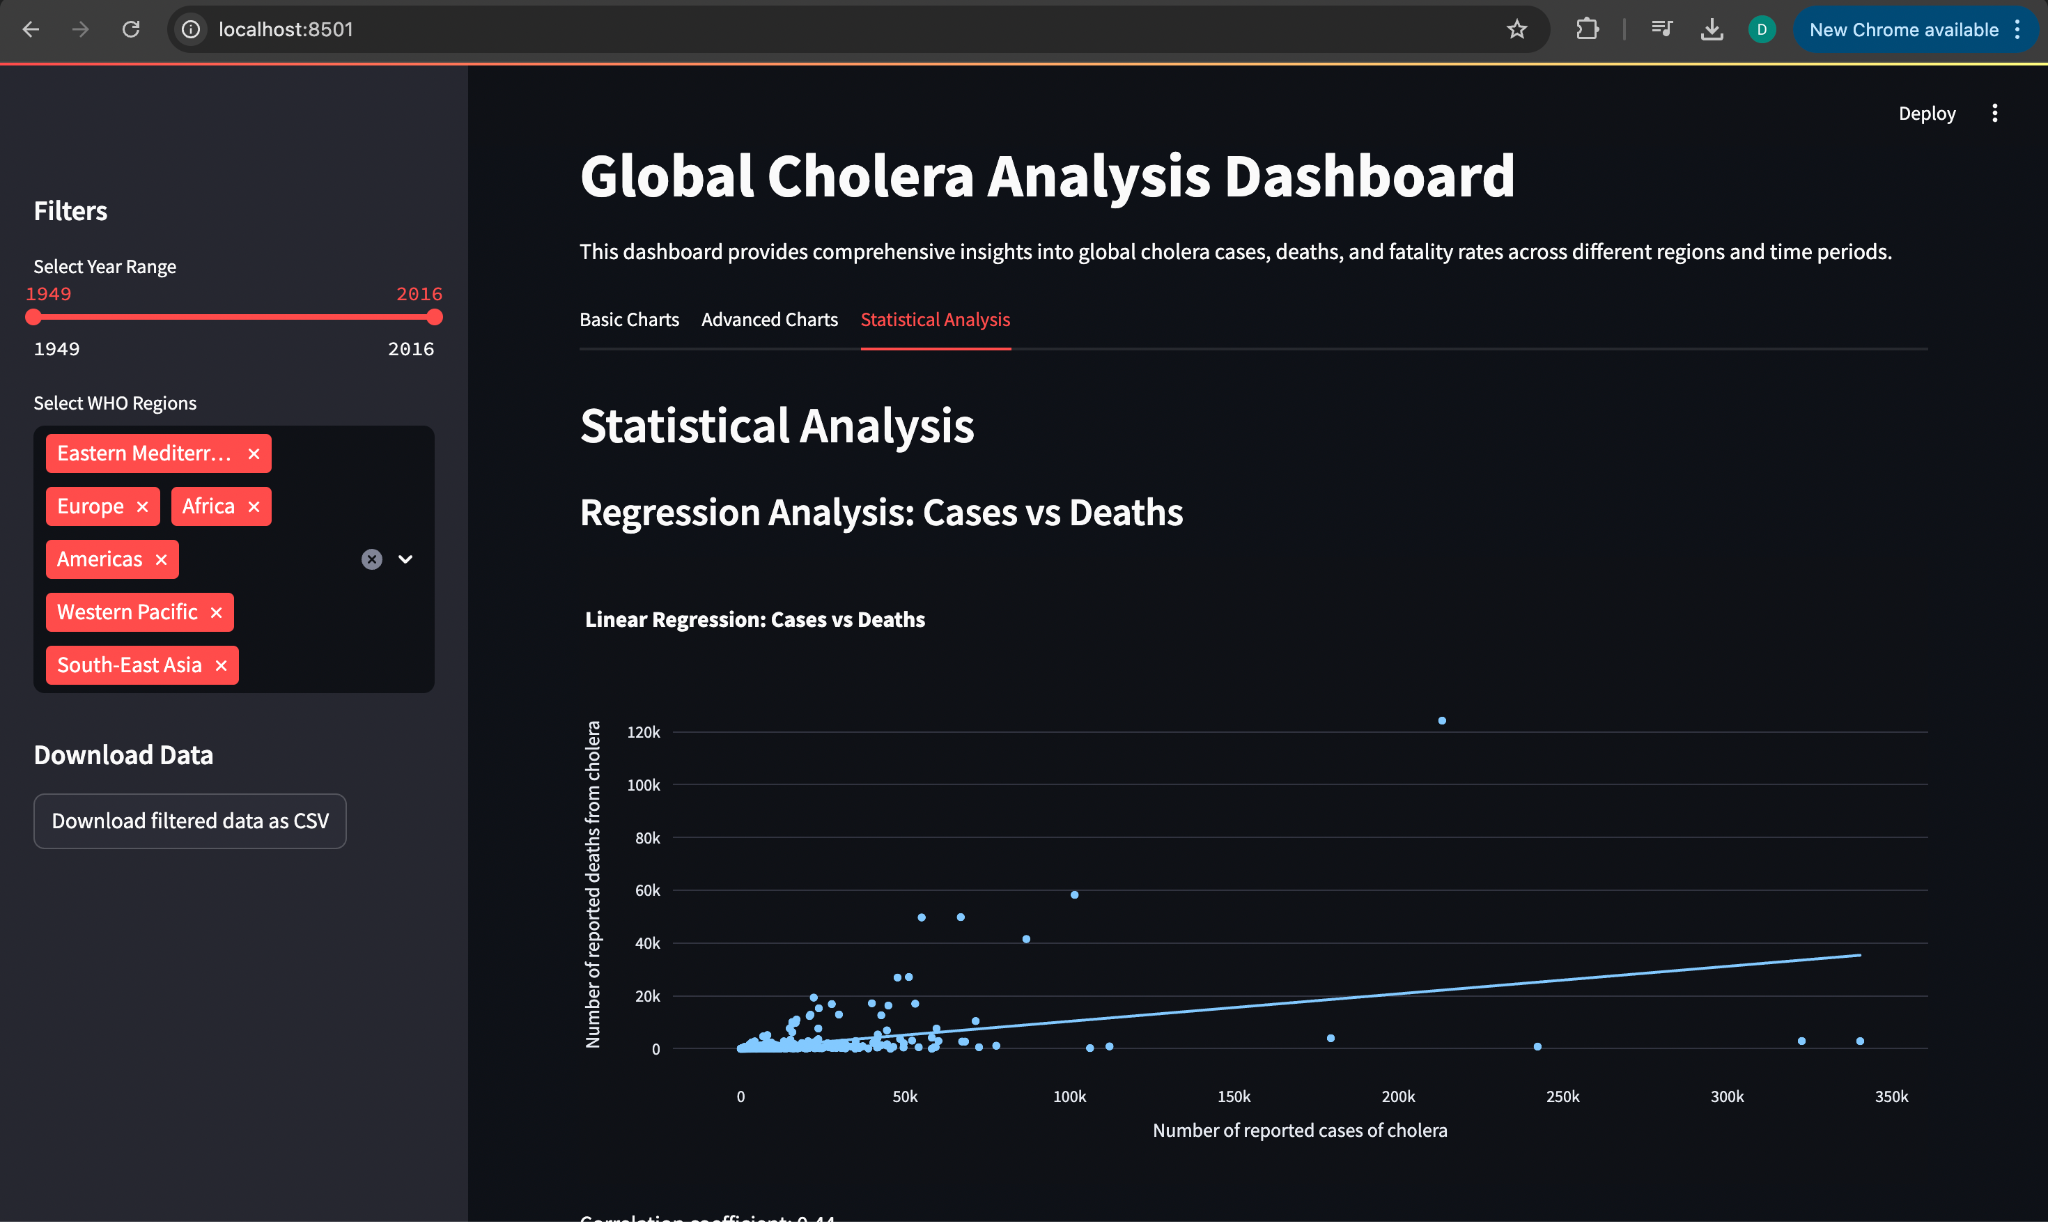 localhost:8501
D
New Chrome available
Deploy
Filters
Select Year Range
1949 2016
1949 2016
Select WHO Regions
Eastern Mediterr...
Europe Africa
Americas
Western Pacific
South-East Asia
Download Data
Download filtered data as CSV
Global Cholera Analysis Dashboard
This dashboard provides comprehensive insights into global cholera cases, deaths, and fatality rates across different regions and time periods.
Basic Charts Advanced Charts Statistical Analysis
Statistical Analysis
Regression Analysis: Cases vs Deaths
Linear Regression: Cases vs Deaths
Number of reported deaths from cholera
120k
100k
80k
60k
40k
20k
0
0 50k 100k 150k 200k 250k 300k 350k
Number of reported cases of cholera
Correlation coefficient: 0.44